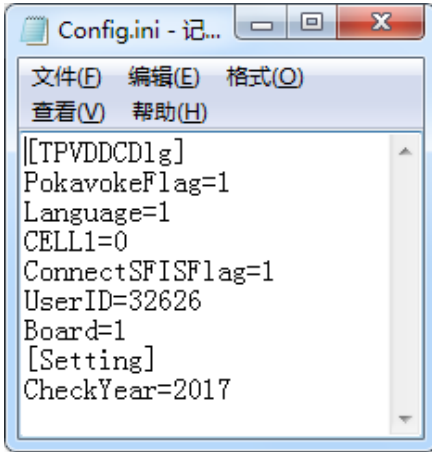 Config.ini - 记...
文件(F) 编辑(E) 格式(O)
查看(V) 帮助(H)
[TPVDDCDlg]
PokavokeFlag=1
Language=1
CELL1=0
ConnectSFISFlag=1
UserID=32626
Board=1
[Setting]
CheckYear=2017